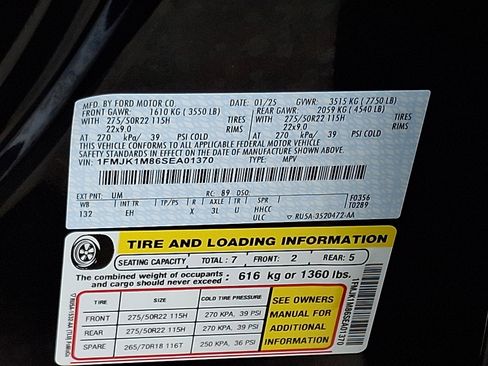 MFD. BY FORD MOTOR CO. DATE: 01/25 GVWR: 3515 KG (7750 LB)
FRONT GAWR: 1610 KG (3550 LB) REAR GAWR: 2059 KG (4540 LB)
WITH 275/50R22 115H TIRES WITH 275/50R22 115H TIRES
22x9.0 RIMS 22x9.0 RIMS
AT 270 kPa/ 39 PSI COLD AT 270 kPa/ 39 PSI COLD
THIS VEHICLE CONFORMS TO ALL APPLICABLE FEDERAL MOTOR VEHICLE
SAFETY STANDARDS IN EFFECT ON THE DATE OF MANUFACTURE SHOWN ABOVE.
VIN: 1FMJK1M86SEA01370 TYPE: MPV
EXT PNT: UM RC: 89 DSO: F0356
WB INT TR TP/PS R AXLE TR SPR T0289
132 EH X 3L U HHCC
ULC RU5A-3520472-AA
TIRE AND LOADING INFORMATION
SEATING CAPACITY TOTAL: 7 FRONT: 2 REAR: 5
The combined weight of occupants and cargo should never exceed: 616 kg or 1360 lbs.
TIRE SIZE COLD TIRE PRESSURE
FRONT 275/50R22 115H 270 KPA, 39 PSI
REAR 275/50R22 115H 270 KPA, 39 PSI
SPARE 265/70R18 116T 250 KPA, 36 PSI
SEE OWNERS
MANUAL FOR
ADDITIONAL
INFORMATION
1FMJK1M86SEA01370